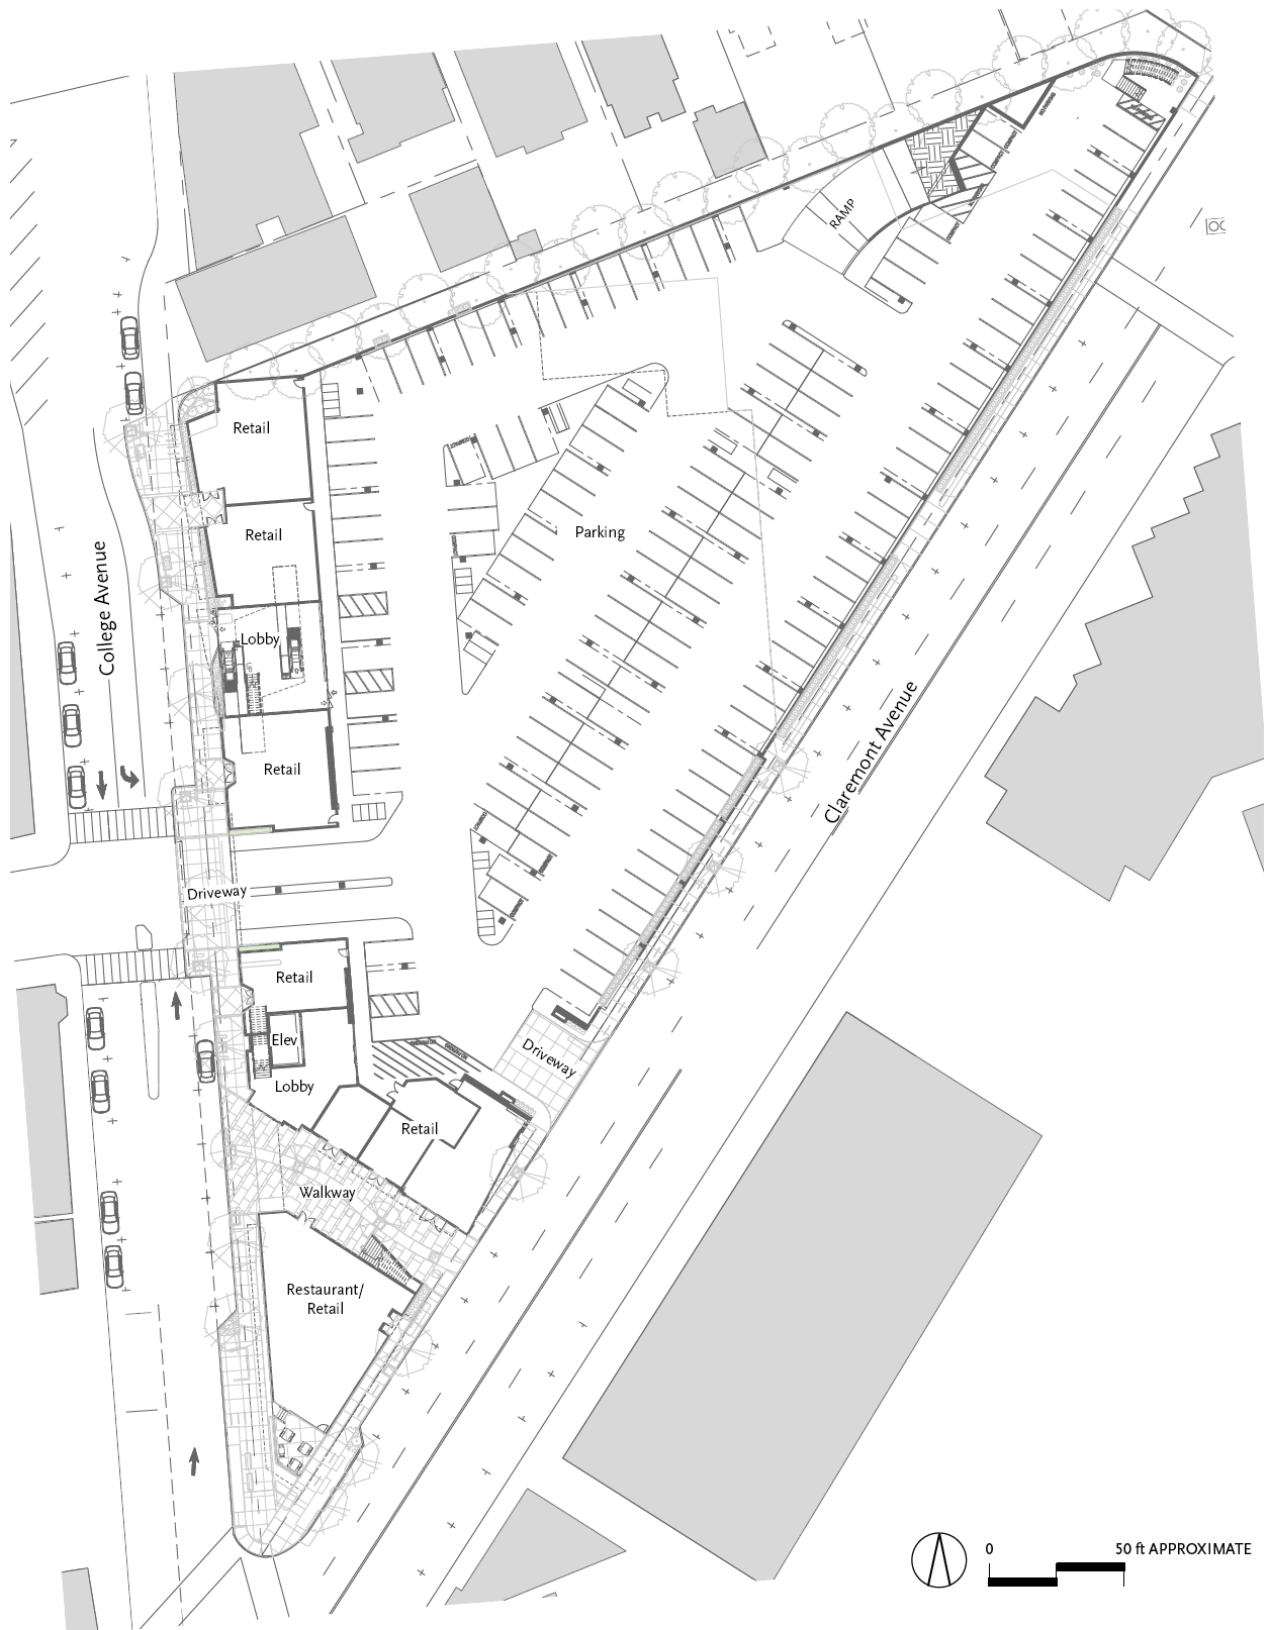 RAMP
Retail
Retail
Parking
College Avenue
Lobby
Claremont Avenue
Retail
Driveway
Retail
Elev
Driveway
Lobby
Retail
Walkway
Restaurant/
Retail
0 50 ft APPROXIMATE